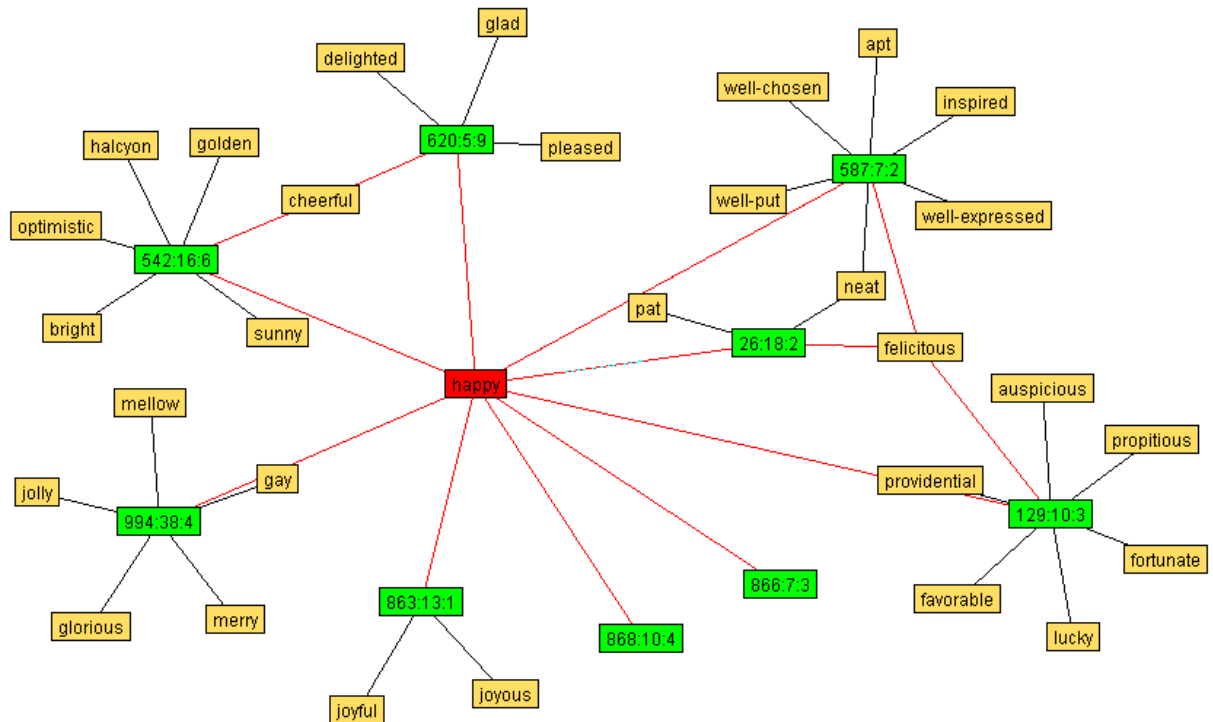 glad
apt
delighted
well-chosen
inspired
620:5:9
halcyon
golden
pleased
587:7:2
cheerful
well-put
well-expressed
optimistic
542:16:6
neat
pat
bright
sunny
26:18:2
felicitous
happy
auspicious
mellow
propitious
jolly
gay
providential
994:38:4
129:10:3
fortunate
866:7:3
863:13:1
favorable
glorious
merry
868:10:4
lucky
joyful
joyous